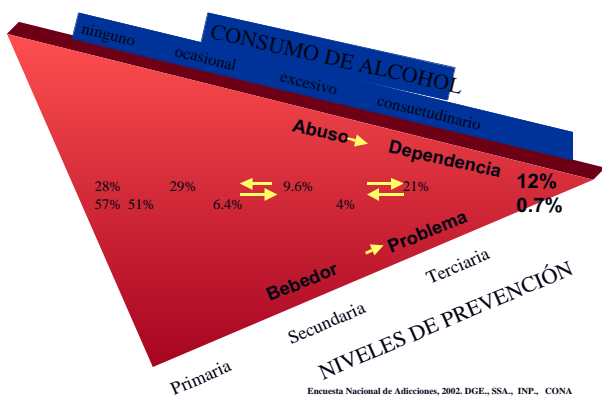 CONSUMO DE ALCOHOL
ninguno
ocasional
excesivo
consuetudinario
Abuso
Dependencia
28% 29% 9.6% 21% 12%
57% 51% 6.4% 4% 0.7%
Bebedor
Problema
Primaria
Secundaria
Terciaria
NIVELES DE PREVENCIÓN
Encuesta Nacional de Adicciones, 2002. DGE., SSA., INP., CONA